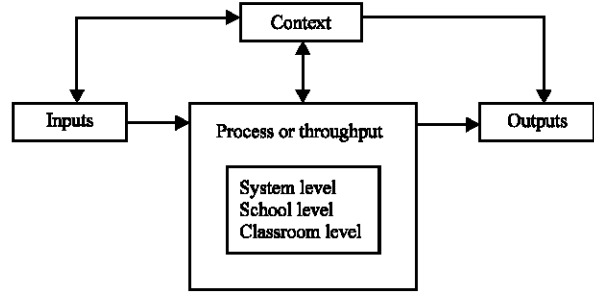 Context
Inputs
Process or throughput
Outputs
System level
School level
Classroom level